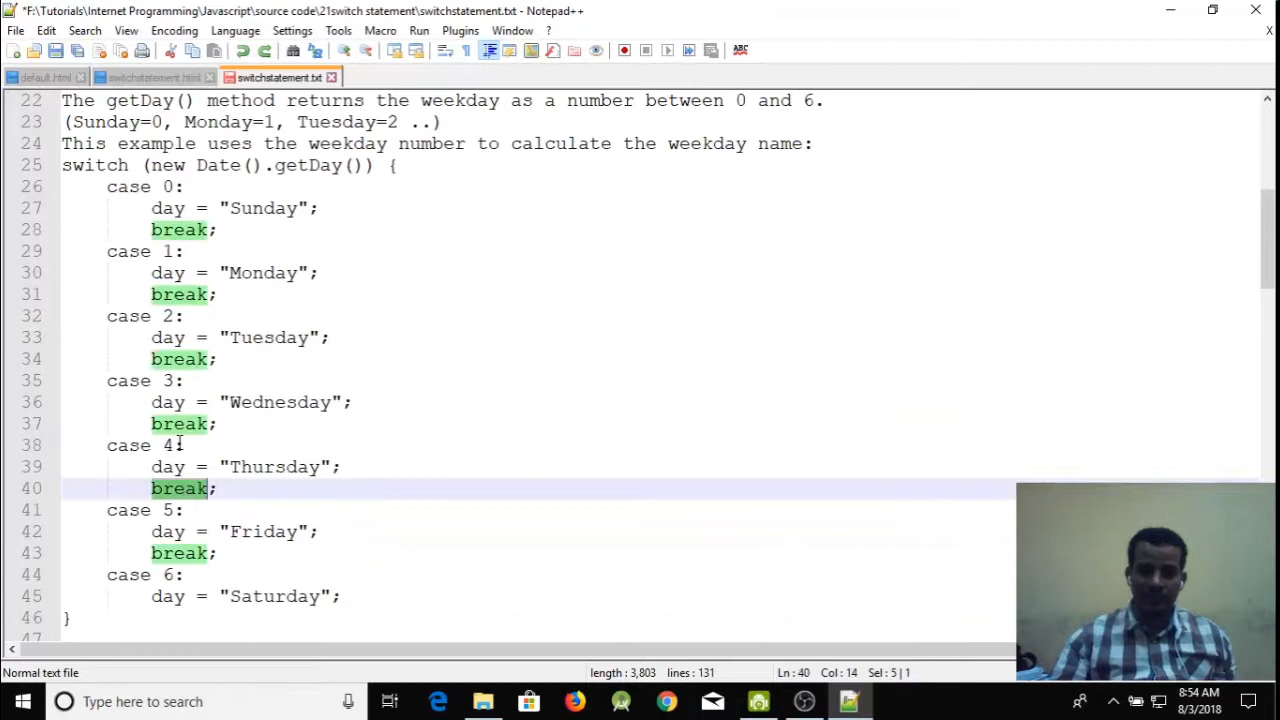 *F:\Tutorials\Internet Programming\Javascript\source code\21switch statement\switchstatement.txt - Notepad++
File Edit Search View Encoding Language Settings Tools Macro Run Plugins Window ? X
default.html switchstatement.html switchstatement.txt
22 The getDay() method returns the weekday as a number between 0 and 6.
23 (Sunday=0, Monday=1, Tuesday=2 ..)
24 This example uses the weekday number to calculate the weekday name:
25 switch (new Date().getDay()) {
26 case 0:
27 day = "Sunday";
28 break;
29 case 1:
30 day = "Monday";
31 break;
32 case 2:
33 day = "Tuesday";
34 break;
35 case 3:
36 day = "Wednesday";
37 break;
38 case 4:
39 day = "Thursday";
40 break;
41 case 5:
42 day = "Friday";
43 break;
44 case 6:
45 day = "Saturday";
46 }
47
Normal text file length : 3,803 lines : 131 Ln : 40 Col : 14 Sel : 5 | 1
Type here to search
8:54 AM
8/3/2018